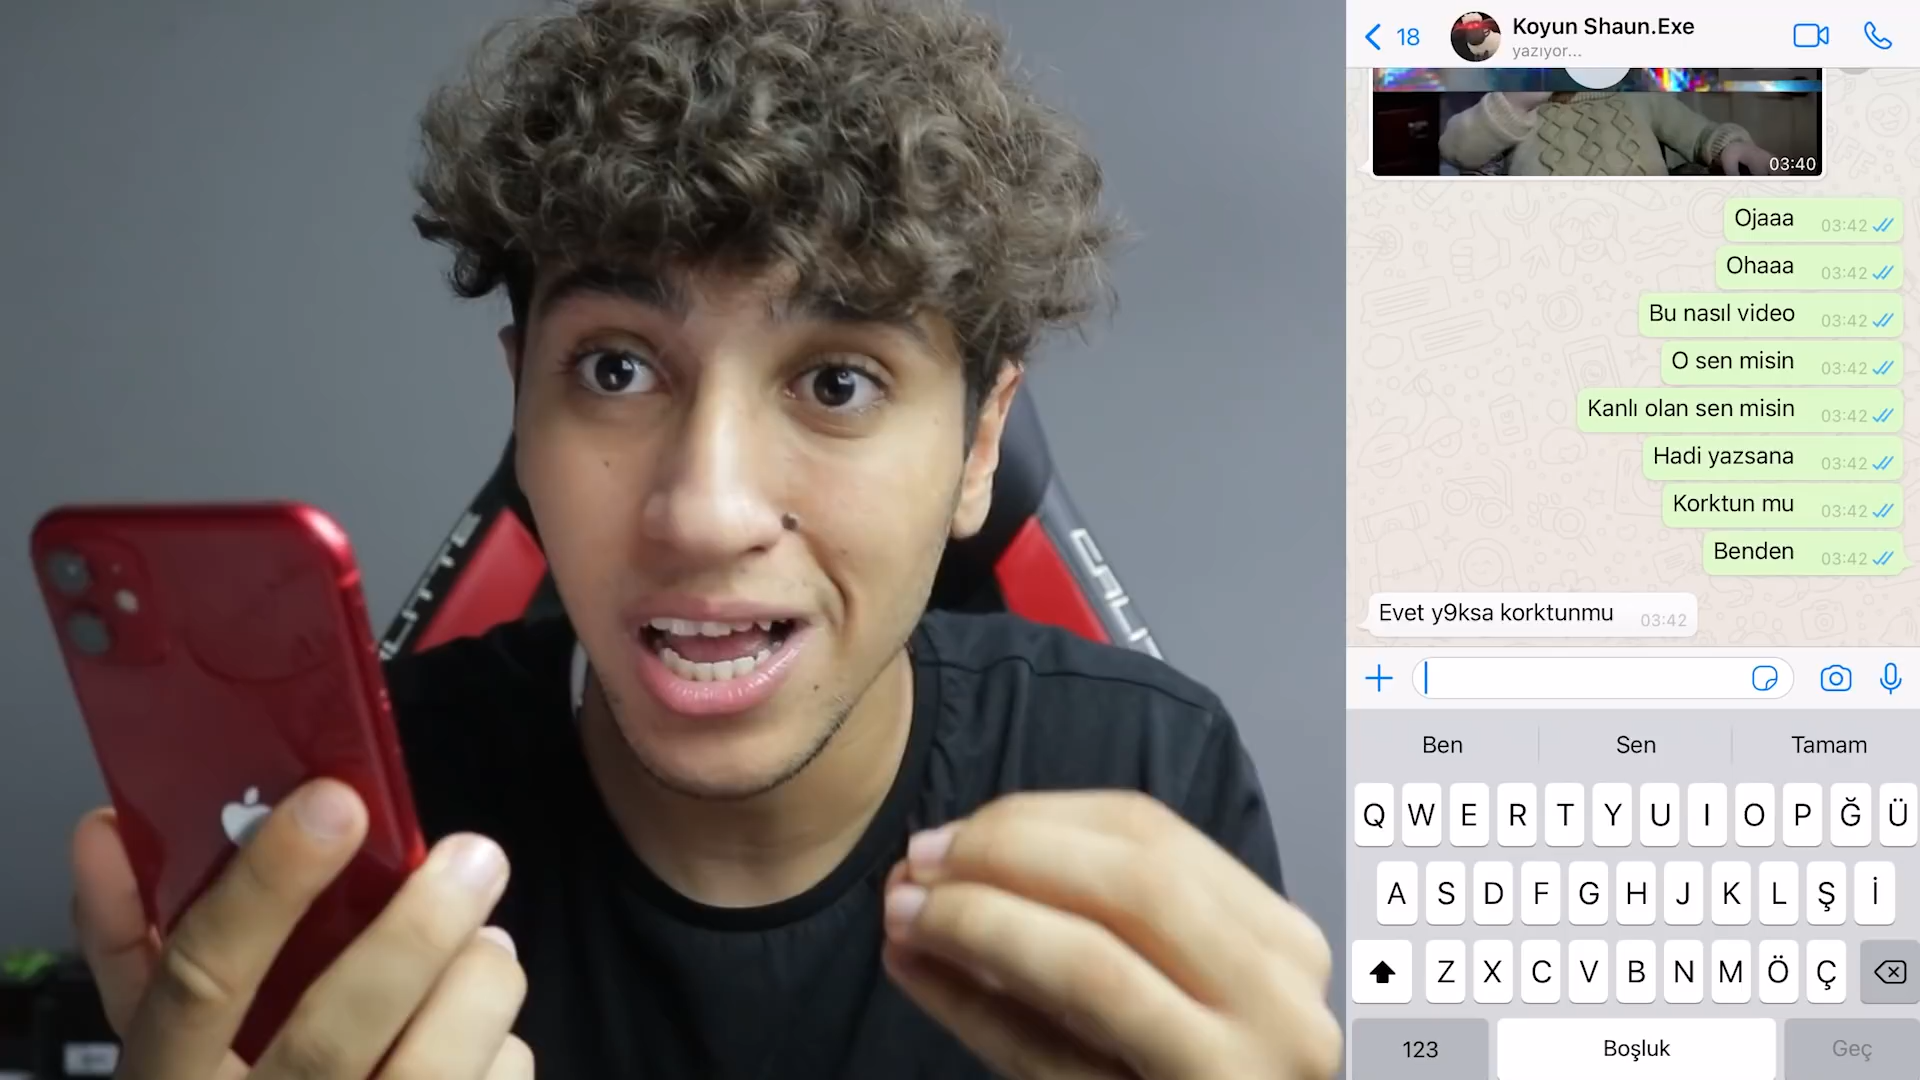 18
Koyun Shaun.Exe
yazıyor...
03:40
Ojaaa 03:42
Ohaaa 03:42
Bu nasıl video 03:42
O sen misin 03:42
Kanlı olan sen misin 03:42
Hadi yazsana 03:42
Korktun mu 03:42
Benden 03:42
Evet y9ksa korktunmu 03:42
Ben Sen Tamam
Q W E R T Y U I O P Ğ Ü
A S D F G H J K L Ş İ
Z X C V B N M Ö Ç
123 Boşluk Geç